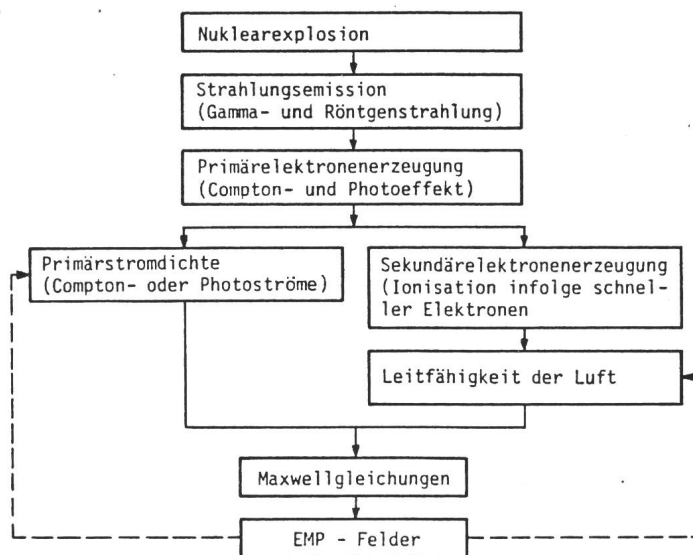 Nuklearexplosion
Strahlungsemission
(Gamma- und Röntgenstrahlung)
Primärelektronenerzeugung
(Compton- und Photoeffekt)
Primärstromdichte
(Compton- oder Photoströme)
Sekundärelektronenerzeugung
(Ionisation infolge schnel-
ler Elektronen
Leitfähigkeit der Luft
Maxwellgleichungen
EMP - Felder